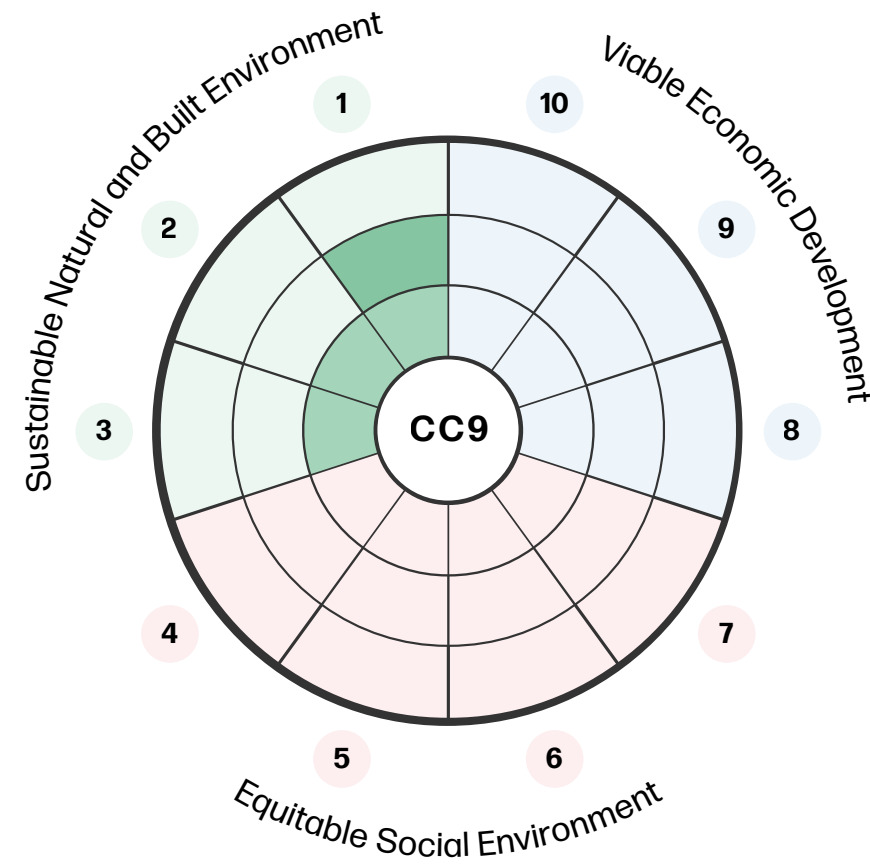 Sustainable Natural and Built Environment
Viable Economic Development
1
10
2
9
3
CC9
8
4
7
5
6
Equitable Social Environment